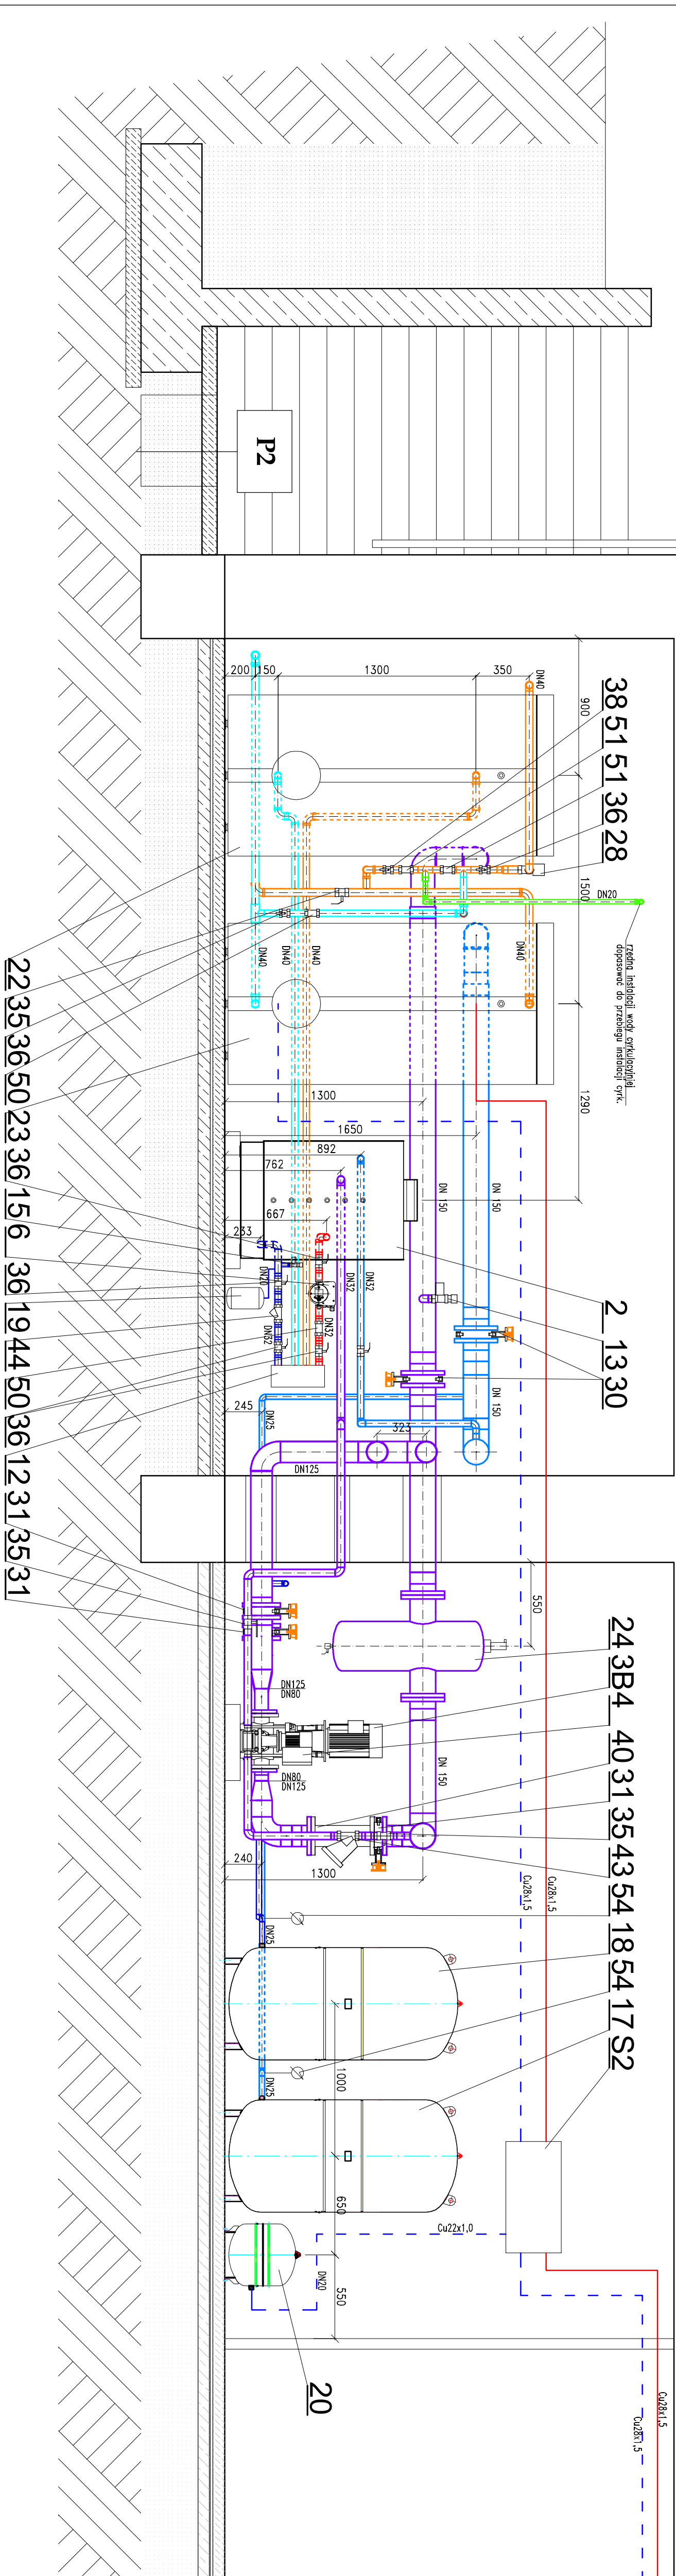 P2
200
150
1300
350
DN40
900
38 51 51 36 28
1500
DN20
rzędna instalacji wody cyrkulacyjnej
dopasować do przebiegu instalacji cyrk.
DN40
DN40
DN40
DN40
DN40
1290
1300
1650
892
762
667
233
DN 150
DN 150
DN32
DN32
DN32
DN20
DN32
2 13 30
DN 150
245
DN25
323
DN125
22 35 36 50 23 36 15 6 36 19 44 50 36 12 31 35 31
550
24 3B4 40 31 35 43 54 18 54 17 S2
DN125
DN80
DN80
DN125
DN 150
240
1300
Cu28x1,5
Cu28x1,5
DN25
1000
DN25
650
Cu22x1,0
DN20
550
20
Cu28x1,5
Cu28x1,5